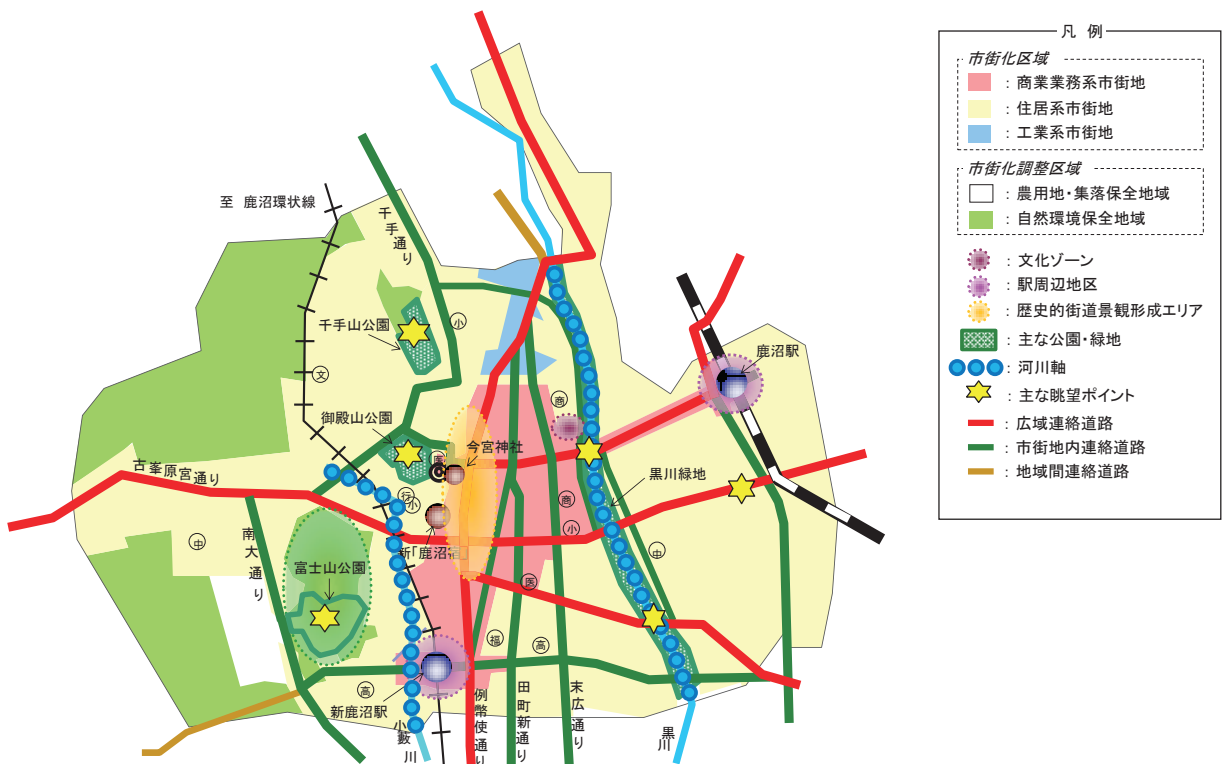 凡 例
市街化区域
：商業業務系市街地
：住居系市街地
：工業系市街地
市街化調整区域
：農用地・集落保全地域
：自然環境保全地域
：文化ゾーン
：駅周辺地区
：歴史的街道景観形成エリア
：主な公園・緑地
：河川軸
：主な眺望ポイント
：広域連絡道路
：市街地内連絡道路
：地域間連絡道路
至 鹿沼環状線
千手通り
小
千手山公園
鹿沼駅
文
商
御殿山公園
今宮神社
医
古峯原宮通り
黒川緑地
行
小
商
小
中
新「鹿沼宿」
南大通り
中
富士山公園
医
福
高
高
新鹿沼駅
小藪川
例幣使通り
田町新通り
末広通り
黒川